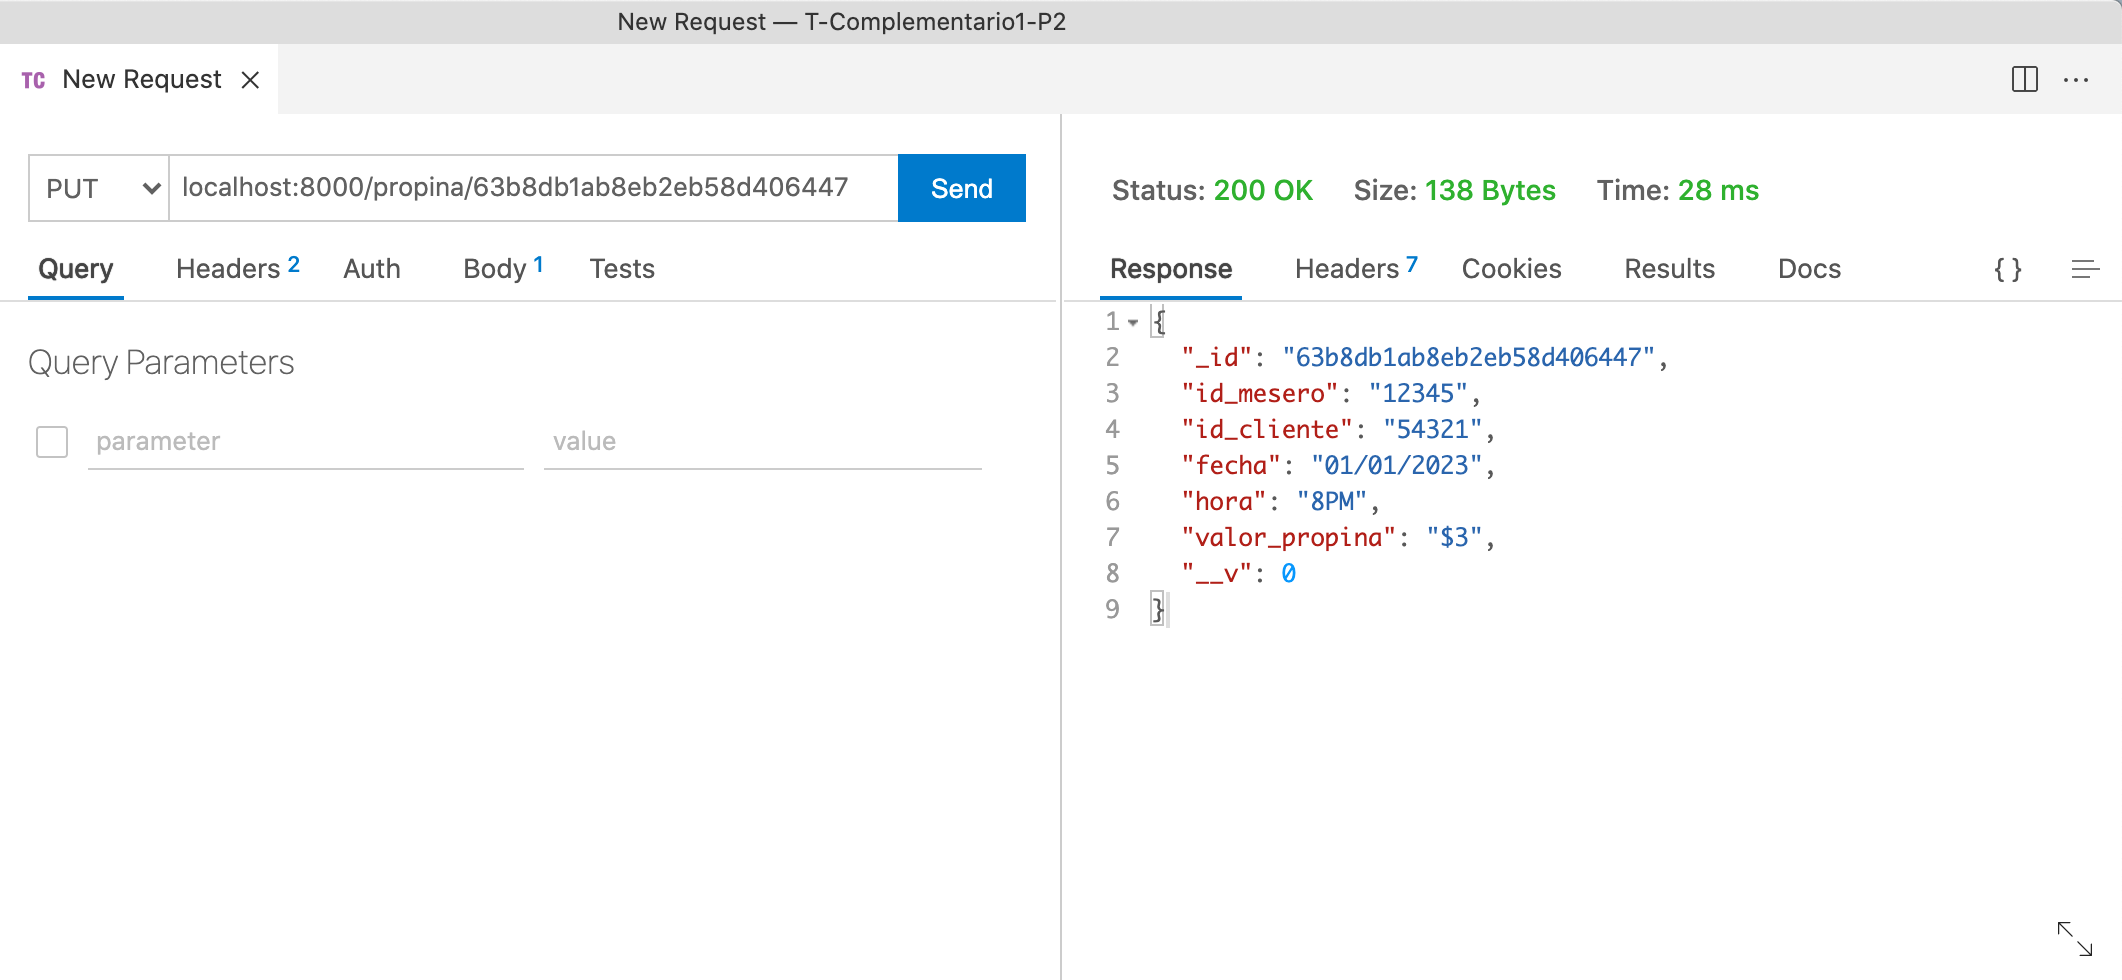 New Request — T-Complementario1-P2
TC New Request
PUT localhost:8000/propina/63b8db1ab8eb2eb58d406447 Send
Query Headers 2 Auth Body 1 Tests
Query Parameters
parameter value
Status: 200 OK Size: 138 Bytes Time: 28 ms
Response Headers 7 Cookies Results Docs { }
1 {
2 "_id": "63b8db1ab8eb2eb58d406447",
3 "id_mesero": "12345",
4 "id_cliente": "54321",
5 "fecha": "01/01/2023",
6 "hora": "8PM",
7 "valor_propina": "$3",
8 "__v": 0
9 }